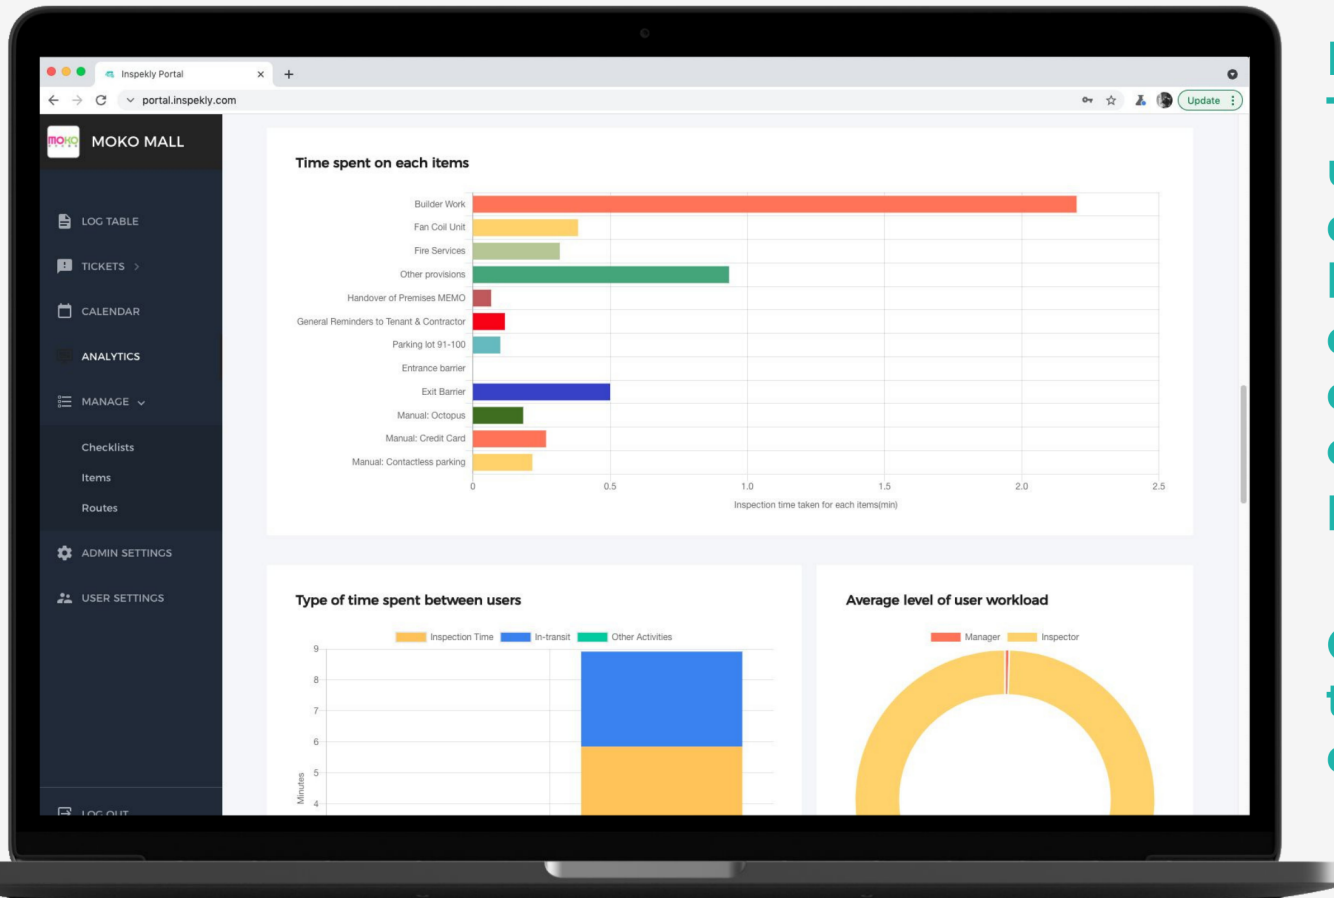 Inspekly Portal
portal.inspekly.com
Update
moko
MOKO MALL
LOG TABLE
TICKETS
CALENDAR
ANALYTICS
MANAGE
Checklists
Items
Routes
ADMIN SETTINGS
USER SETTINGS
LOG OUT
Time spent on each items
Builder Work
Fan Coil Unit
Fire Services
Other provisions
Handover of Premises MEMO
General Reminders to Tenant & Contractor
Parking lot 91-100
Entrance barrier
Exit Barrier
Manual: Octopus
Manual: Credit Card
Manual: Contactless parking
0 0.5 1.0 1.5 2.0 2.5
Inspection time taken for each items(min)
Type of time spent between users
Inspection Time In-transit Other Activities
9
8
7
6
5
4
Minutes
Average level of user workload
Manager Inspector